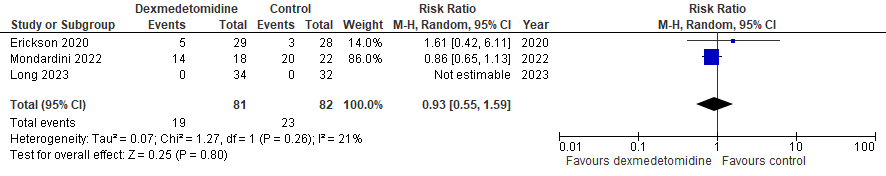 Dexmedetomidine Control Risk Ratio Risk Ratio
Study or Subgroup Events Total Events Total Weight M-H, Random, 95% CI Year M-H, Random, 95% CI
Erickson 2020 5 29 3 28 14.0% 1.61 [0.42, 6.11] 2020
Mondardini 2022 14 18 20 22 86.0% 0.86 [0.65, 1.13] 2022
Long 2023 0 34 0 32 Not estimable 2023
Total (95% CI) 81 82 100.0% 0.93 [0.55, 1.59]
Total events 19 23
Heterogeneity: Tau² = 0.07; Chi² = 1.27, df = 1 (P = 0.26); I² = 21%
Test for overall effect: Z = 0.25 (P = 0.80)
0.01 0.1 1 10 100
Favours dexmedetomidine Favours control